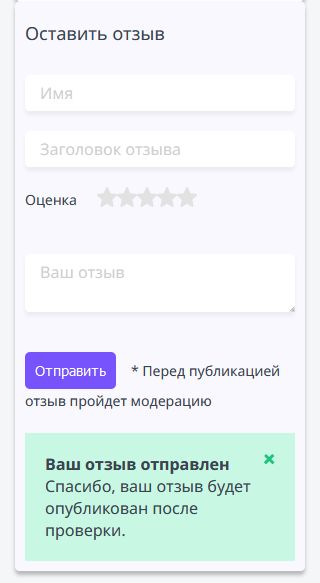 Оставить отзыв
Имя
Заголовок отзыва
Оценка
Ваш отзыв
Отправить * Перед публикацией
отзыв пройдет модерацию
Ваш отзыв отправлен
Спасибо, ваш отзыв будет
опубликован после
проверки.